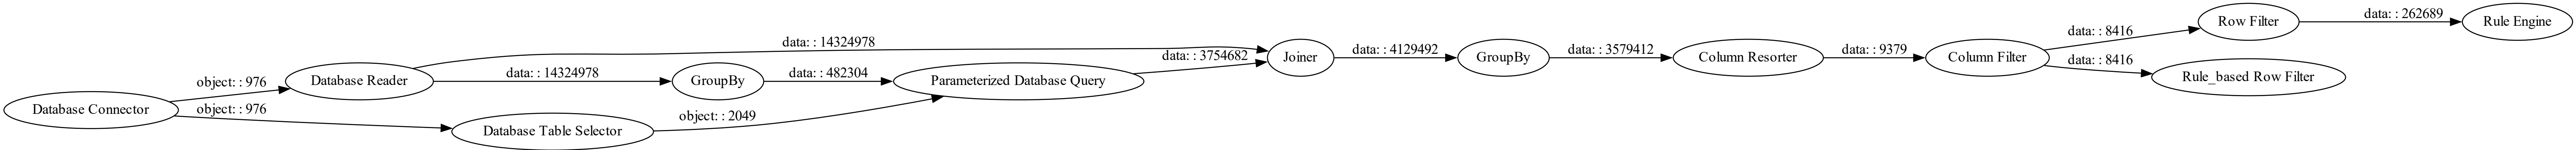 Database Connector
object: : 976
object: : 976
Database Reader
Database Table Selector
data: : 14324978
data: : 14324978
GroupBy
object: : 2049
data: : 482304
Parameterized Database Query
data: : 3754682
Joiner
data: : 4129492
GroupBy
data: : 3579412
Column Resorter
data: : 9379
Column Filter
data: : 8416
data: : 8416
Row Filter
Rule_based Row Filter
data: : 262689
Rule Engine